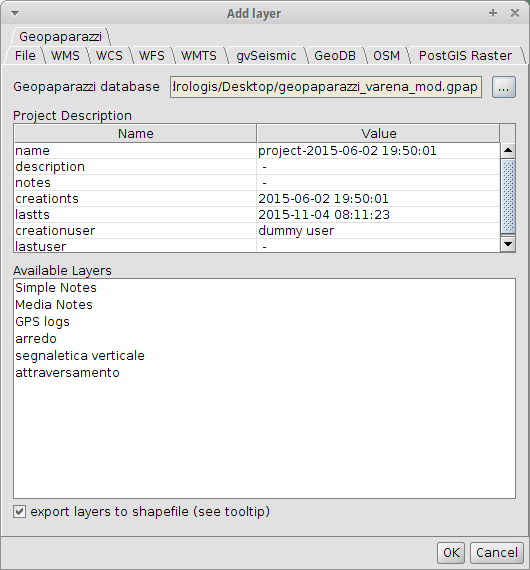 Add layer
Geopaparazzi
File WMS WCS WFS WMTS gvSeismic GeoDB OSM PostGIS Raster
Geopaparazzi database drologis/Desktop/geopaparazzi_varena_mod.gpap ...
Project Description
Name Value
name project-2015-06-02 19:50:01
description -
notes -
creationts 2015-06-02 19:50:01
lastts 2015-11-04 08:11:23
creationuser dummy user
lastuser -
Available Layers
Simple Notes
Media Notes
GPS logs
arredo
segnaletica verticale
attraversamento
export layers to shapefile (see tooltip)
OK Cancel